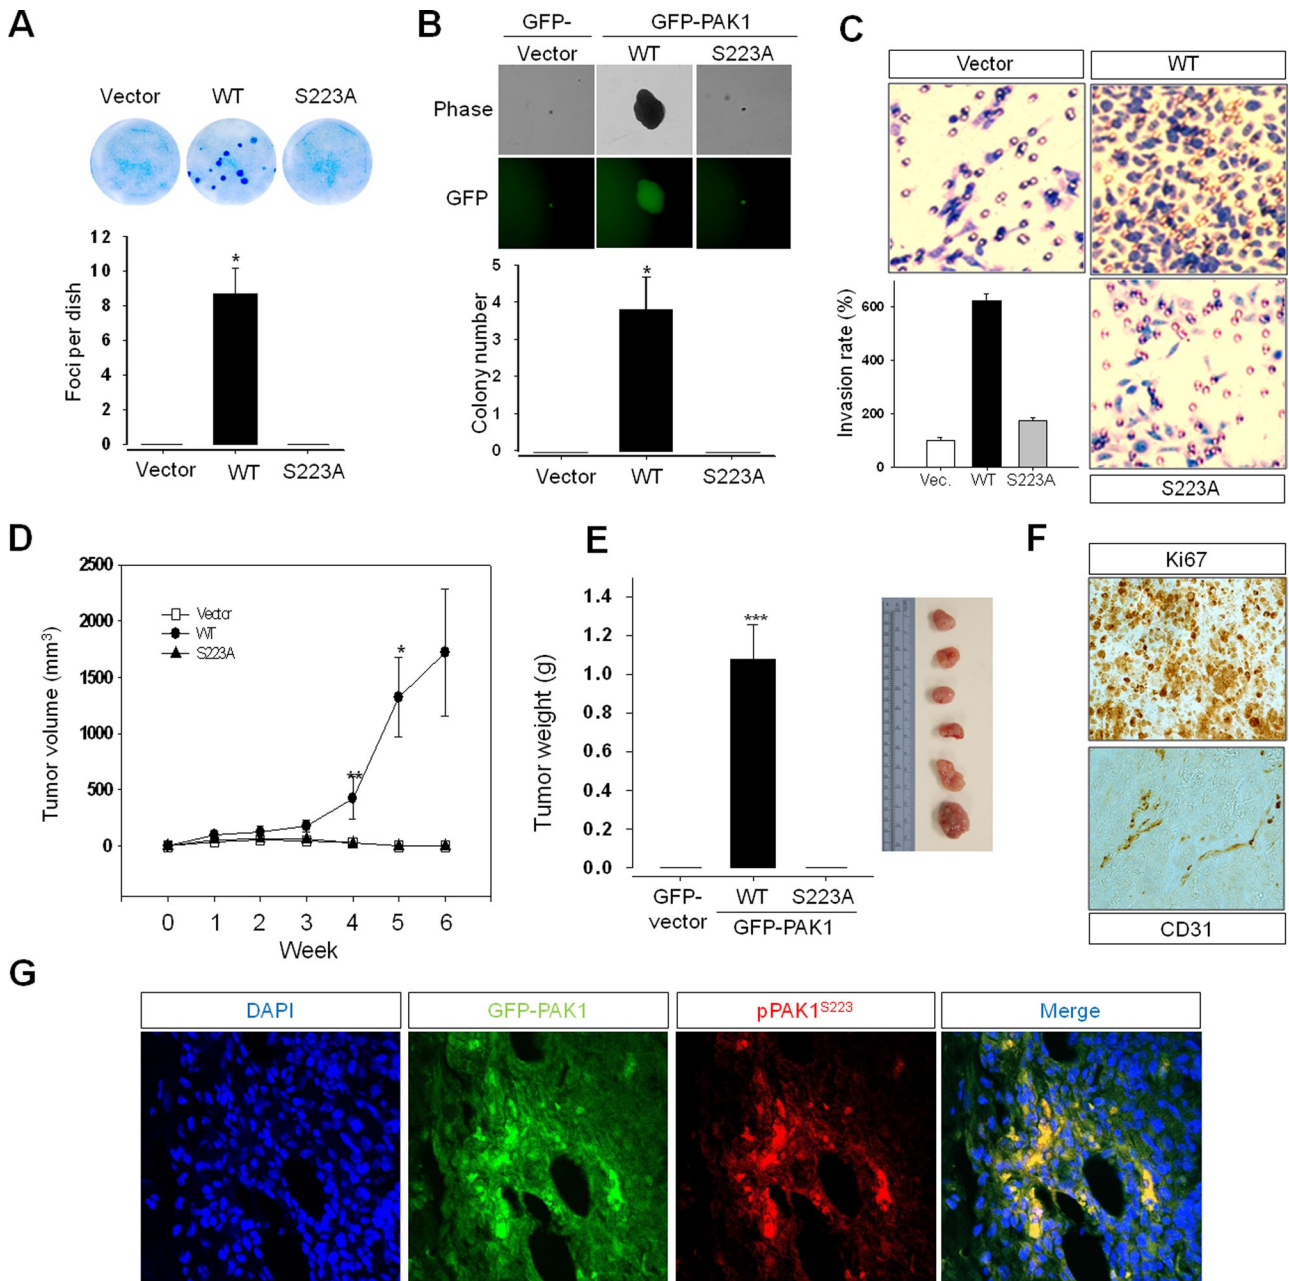 A
Vector WT S223A
12
10
8
6
4
2
0
Foci per dish
Vector WT S223A
B
GFP- GFP-PAK1
Vector WT S223A
Phase
GFP
5
4
3
2
1
0
Colony number
Vector WT S223A
*
*
C
Vector WT
600
400
200
0
Invasion rate (%)
Vec. WT S223A
S223A
D
2500
2000
1500
1000
500
0
Tumor volume (mm³)
Vector
WT
S223A
*
**
0 1 2 3 4 5 6
Week
E
1.4
1.2
1.0
0.8
0.6
0.4
0.2
0.0
Tumor weight (g)
***
GFP-vector WT S223A
GFP-PAK1
F
Ki67
CD31
G
DAPI GFP-PAK1 pPAK1S223 Merge